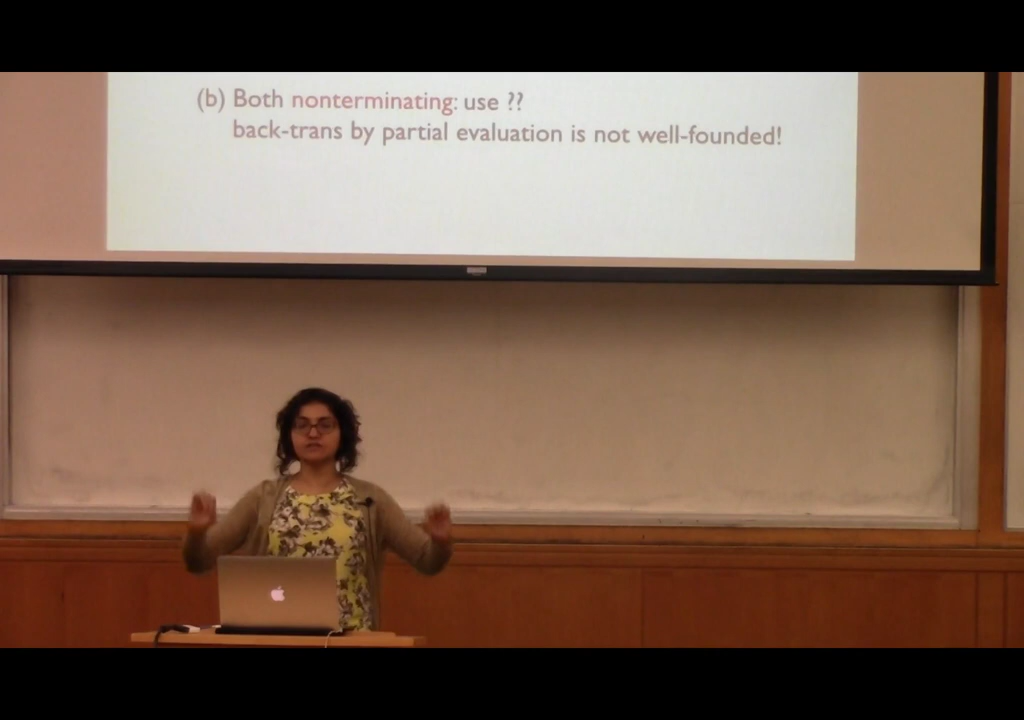 (b) Both nonterminating: use ??
back-trans by partial evaluation is not well-founded!